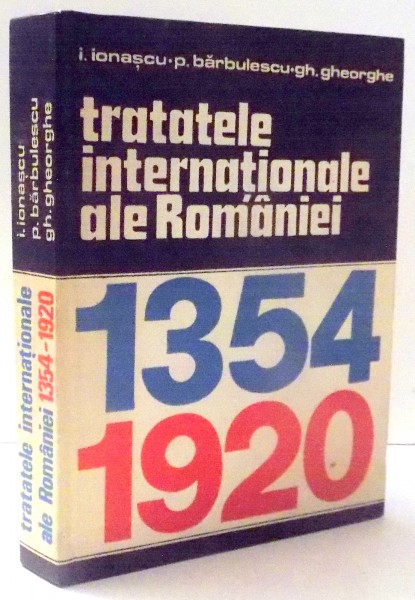 i. ionașcu•p. bărbulescu•gh. gheorghe
tratatele
internaționale
ale României
1354
1920
i. ionașcu
p. bărbulescu
gh. gheorghe
tratatele internaționale
ale României 1354-1920